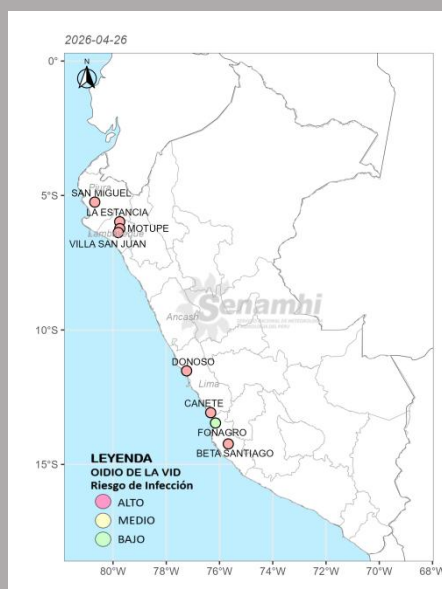 2026-04-26
N
0°
5°S
10°S
15°S
Piura
SAN MIGUEL
LA ESTANCIA
MOTUPE
VILLA SAN JUAN
Senamhi
Ancash
DONOSO
Lima
CANETE
FONAGRO
BETA SANTIAGO
LEYENDA
OIDIO DE LA VID
Riesgo de Infección
ALTO
MEDIO
BAJO
80°W 78°W 76°W 74°W 72°W 70°W 68°W